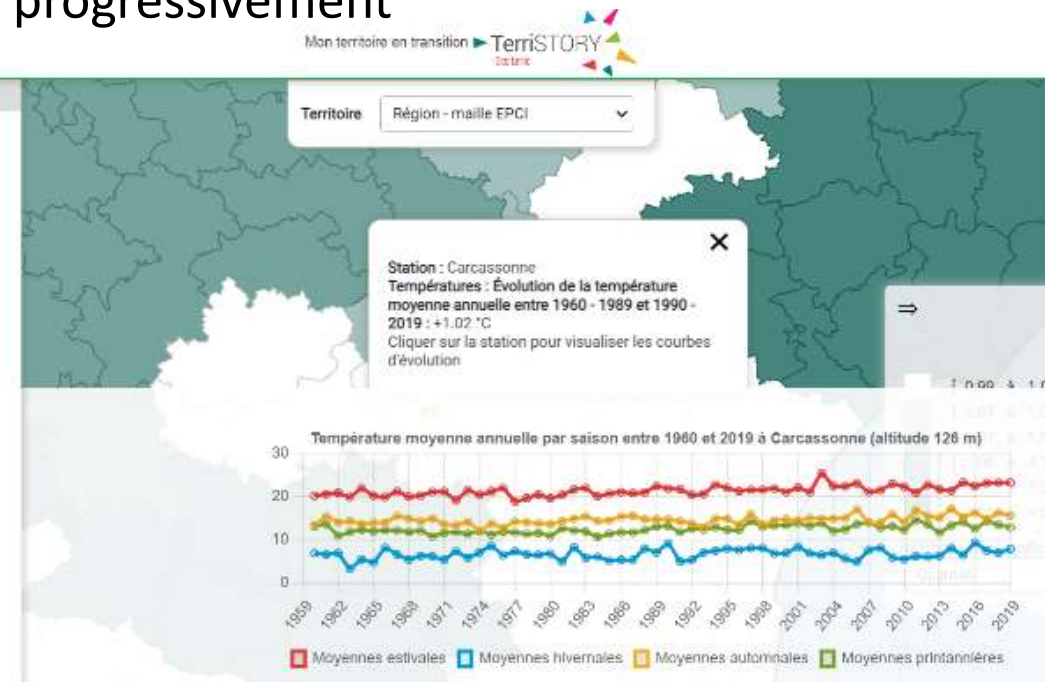 progressivement
Mon territoire en transition TerriSTORY
Territoire Région - maille EPCI
Station : Carcassonne
Températures : Évolution de la température
moyenne annuelle entre 1960 - 1989 et 1990 -
2019 : +1.02 °C
Cliquer sur la station pour visualiser les courbes
d'évolution
Température moyenne annuelle par saison entre 1960 et 2019 à Carcassonne (altitude 126 m)
30
20
10
0
1959 1962 1965 1968 1971 1974 1977 1980 1983 1986 1989 1992 1995 1998 2001 2004 2007 2010 2013 2016 2019
Moyennes estivales Moyennes hivernales Moyennes automnales Moyennes printannières